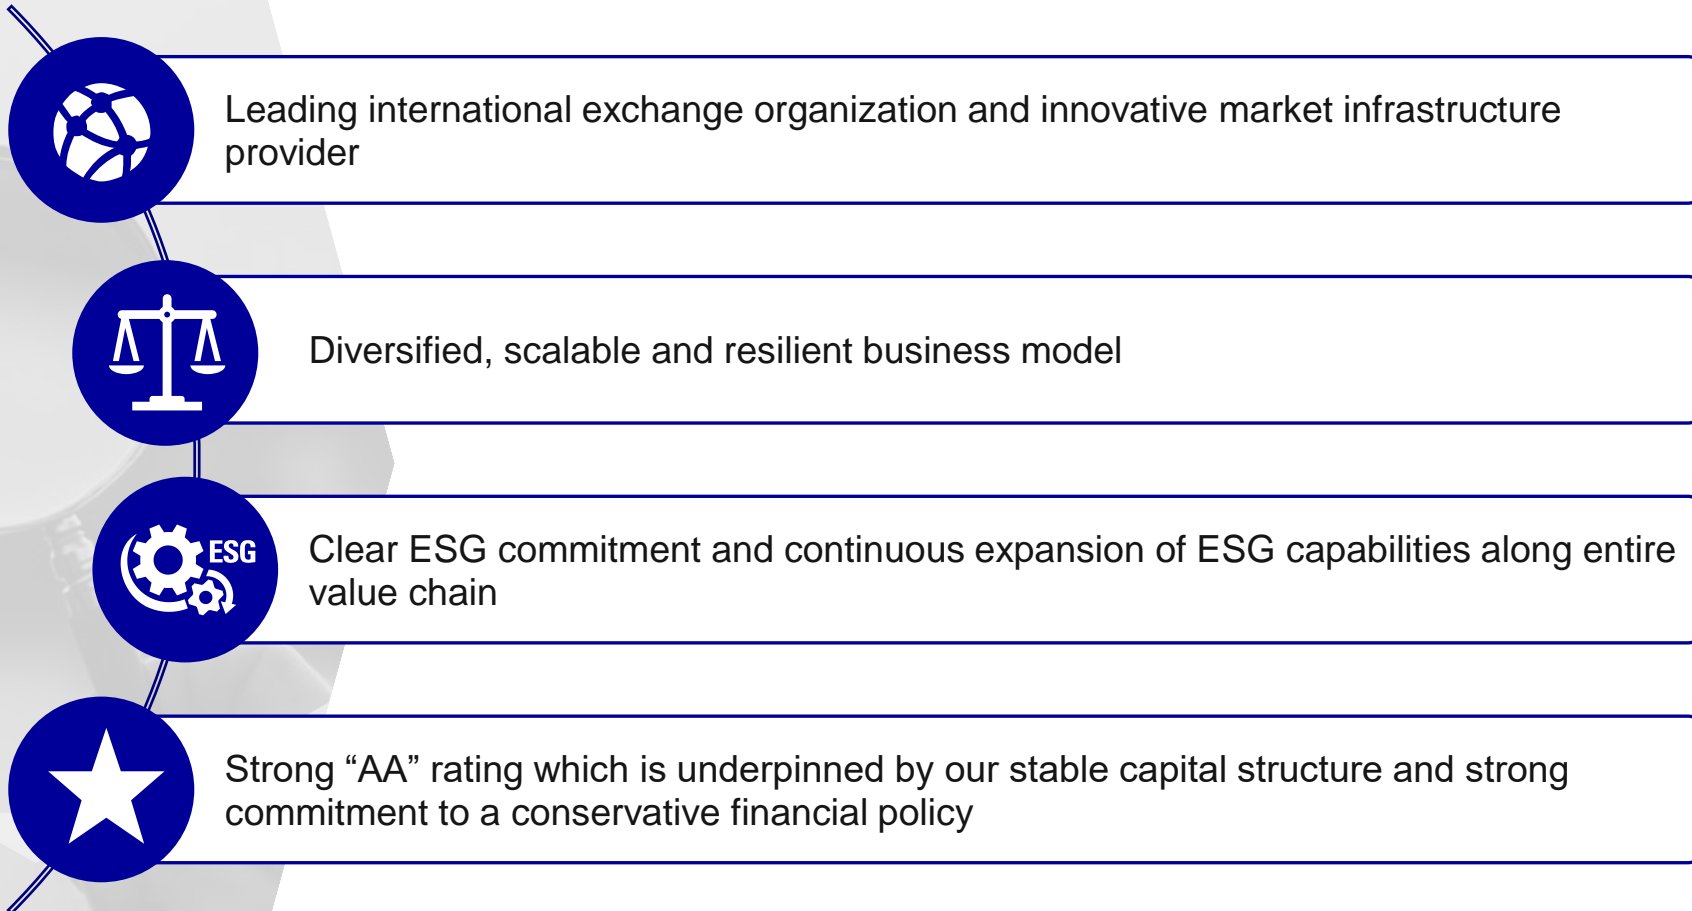 Leading international exchange organization and innovative market infrastructure
provider
Diversified, scalable and resilient business model
ESG
Clear ESG commitment and continuous expansion of ESG capabilities along entire
value chain
Strong “AA” rating which is underpinned by our stable capital structure and strong
commitment to a conservative financial policy